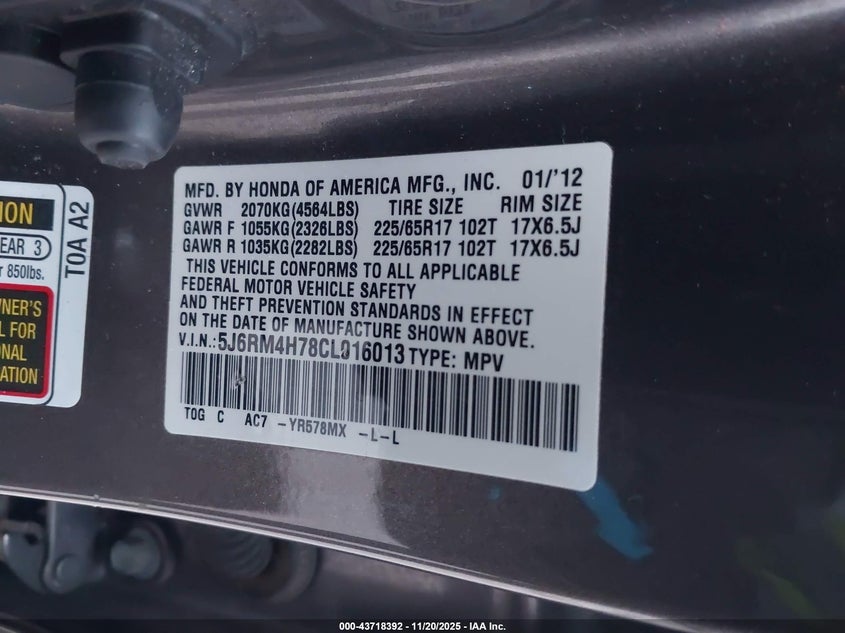 MFD. BY HONDA OF AMERICA MFG., INC. 01/'12
GVWR 2070KG(4564LBS) TIRE SIZE RIM SIZE
GAWR F 1055KG(2326LBS) 225/65R17 102T 17X6.5J
GAWR R 1035KG(2282LBS) 225/65R17 102T 17X6.5J
THIS VEHICLE CONFORMS TO ALL APPLICABLE
FEDERAL MOTOR VEHICLE SAFETY
AND THEFT PREVENTION STANDARDS IN EFFECT
ON THE DATE OF MANUFACTURE SHOWN ABOVE.
V.I.N.: 5J6RM4H78CL016013 TYPE: MPV
TOG C AC7 -YR578MX -L-L
ION
EAR 3
r 850lbs.
WNER'S
L FOR
ONAL
ATION
T0A A2
000-43718392 - 11/20/2025 - IAA Inc.